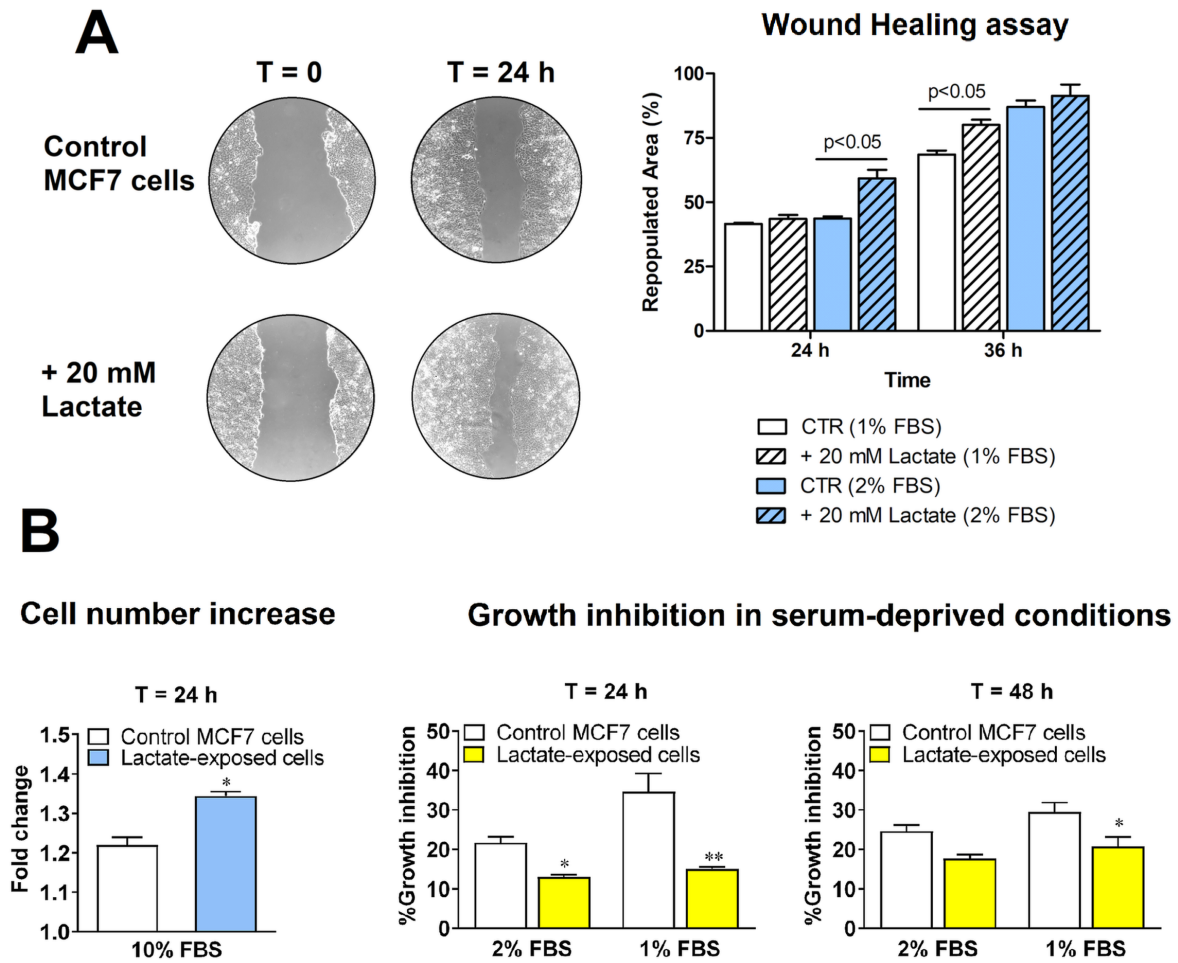 A
Wound Healing assay
T = 0
T = 24 h
Control
MCF7 cells
+ 20 mM
Lactate
Repopulated Area (%)
100
75
50
25
0
p<0.05
p<0.05
24 h
36 h
Time
CTR (1% FBS)
+ 20 mM Lactate (1% FBS)
CTR (2% FBS)
+ 20 mM Lactate (2% FBS)
B
Cell number increase
Growth inhibition in serum-deprived conditions
T = 24 h
Fold change
1.5
1.4
1.3
1.2
1.1
1.0
Control MCF7 cells
Lactate-exposed cells
*
10% FBS
T = 24 h
%Growth inhibition
50
40
30
20
10
0
Control MCF7 cells
Lactate-exposed cells
*
**
2% FBS
1% FBS
T = 48 h
%Growth inhibition
50
40
30
20
10
0
Control MCF7 cells
Lactate-exposed cells
*
2% FBS
1% FBS